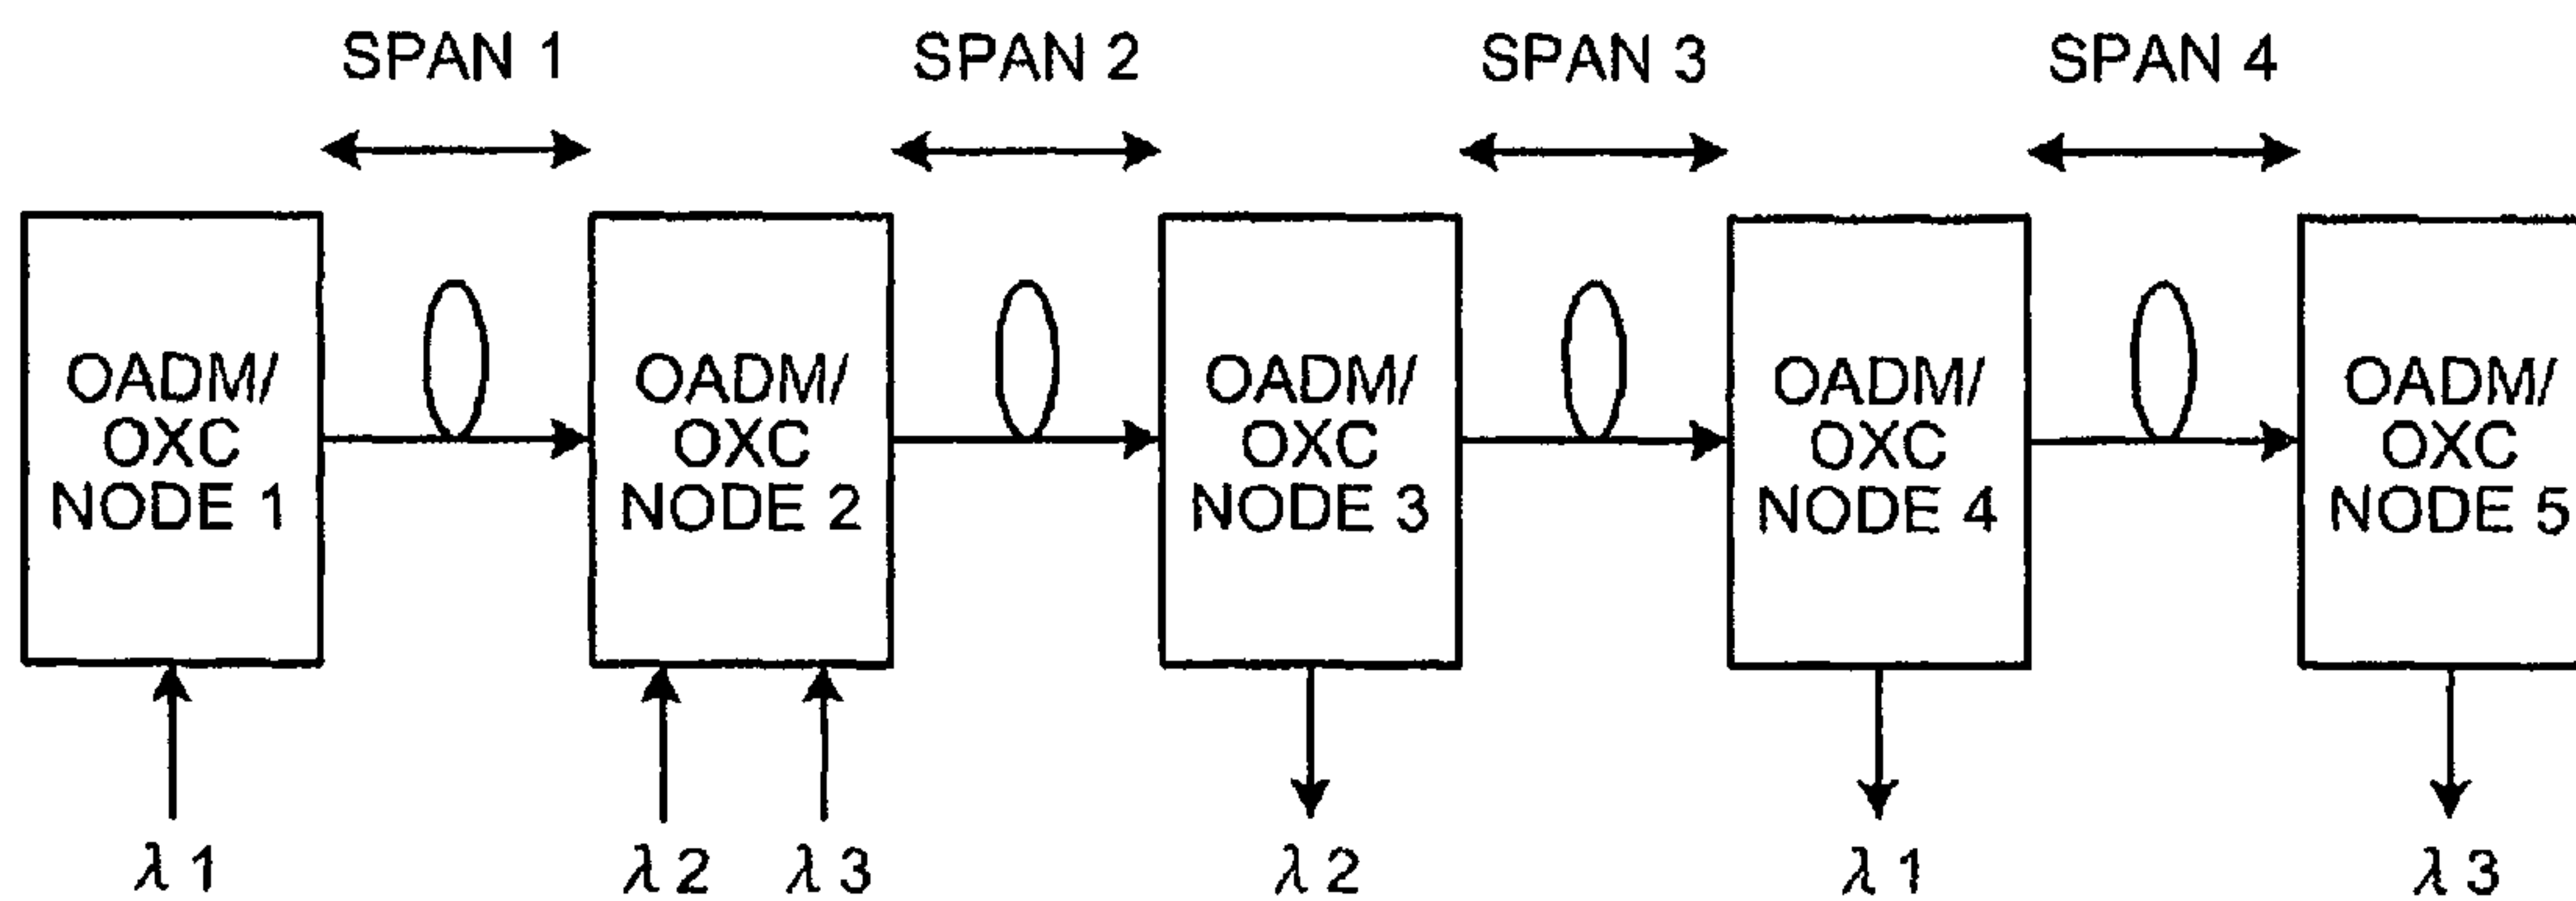 SPAN 1
SPAN 2
SPAN 3
SPAN 4
OADM/
OXC
NODE 1
OADM/
OXC
NODE 2
OADM/
OXC
NODE 3
OADM/
OXC
NODE 4
OADM/
OXC
NODE 5
λ1
λ2
λ3
λ2
λ1
λ3